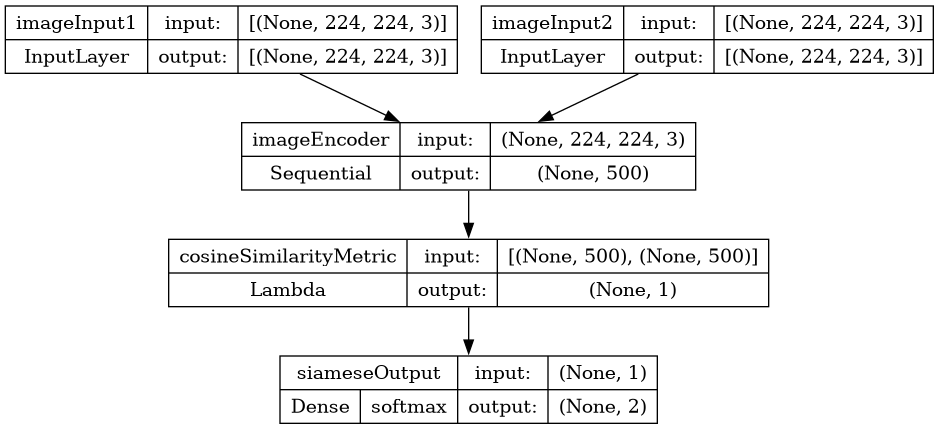 imageInput1 input: [(None, 224, 224, 3)]
InputLayer output: [(None, 224, 224, 3)]
imageInput2 input: [(None, 224, 224, 3)]
InputLayer output: [(None, 224, 224, 3)]
imageEncoder input: (None, 224, 224, 3)
Sequential output: (None, 500)
cosineSimilarityMetric input: [(None, 500), (None, 500)]
Lambda output: (None, 1)
siameseOutput input: (None, 1)
Dense softmax output: (None, 2)